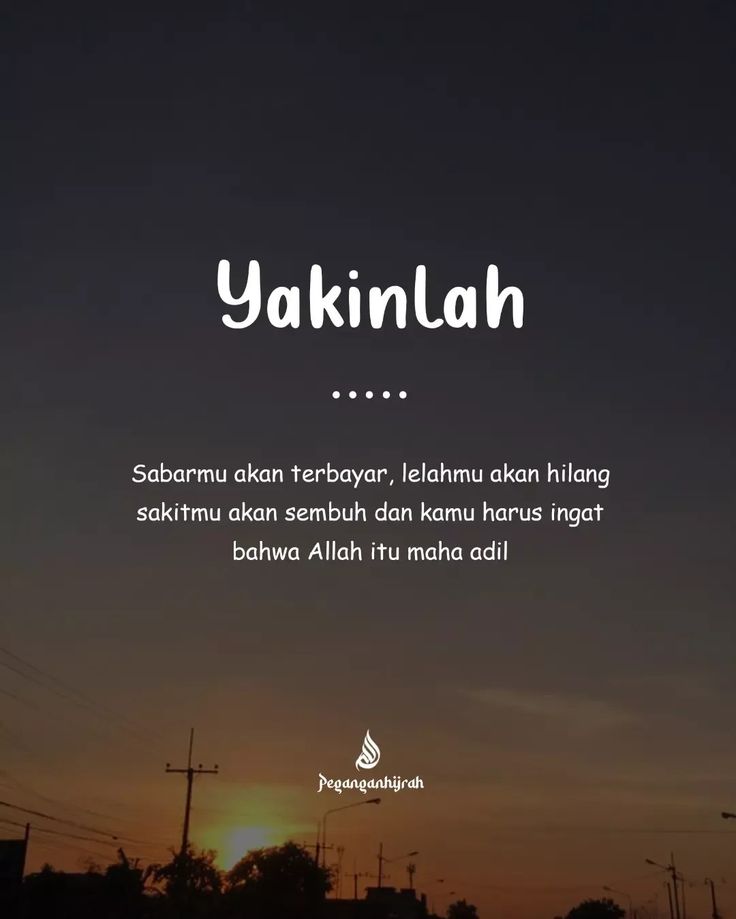 Yakinlah
.....
Sabarmu akan terbayar, lelahmu akan hilang
sakitmu akan sembuh dan kamu harus ingat
bahwa Allah itu maha adil
Peganganhijrah